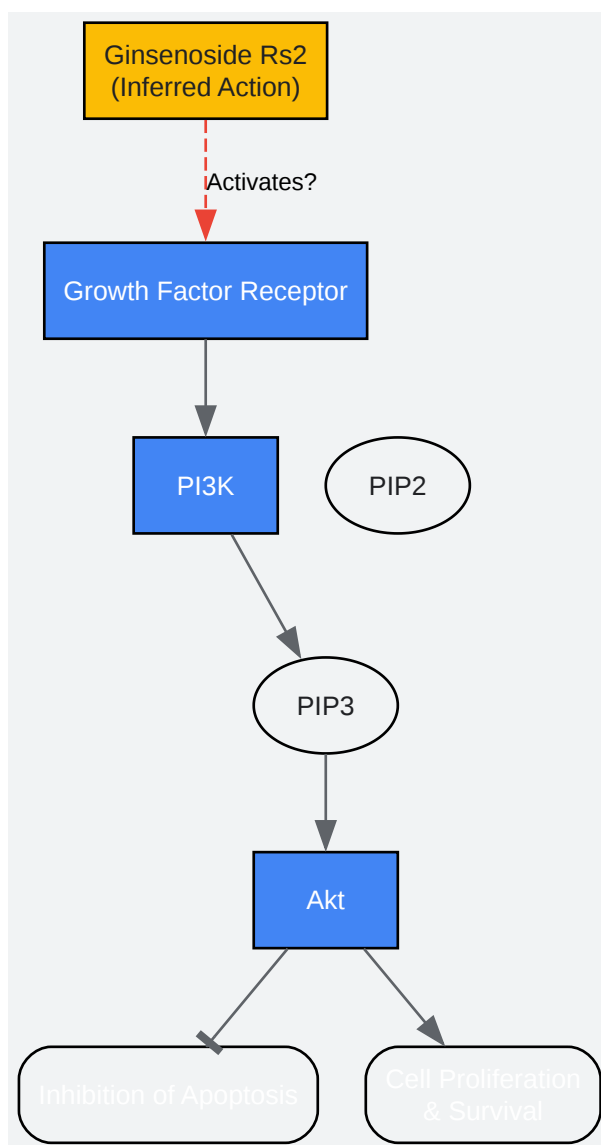 Ginsenoside Rs2
(Inferred Action)
Activates?
Growth Factor Receptor
PI3K
PIP2
PIP3
Akt
Inhibition of Apoptosis
Cell Proliferation
& Survival